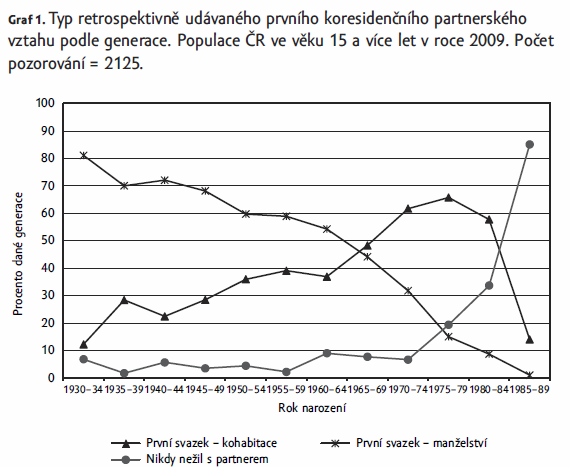 Graf 1. Typ retrospektivně udávaného prvního koresidenčního partnerského
vztahu podle generace. Populace ČR ve věku 15 a více let v roce 2009. Počet
pozorování = 2125.
100
90
80
70
60
50
40
30
20
10
0
Procento dané generace
1930–34 1935–39 1940–44 1945–49 1950–54 1955–59 1960–64 1965–69 1970–74 1975–79 1980–84 1985–89
Rok narození
První svazek – kohabitace
První svazek – manželství
Nikdy nežil s partnerem